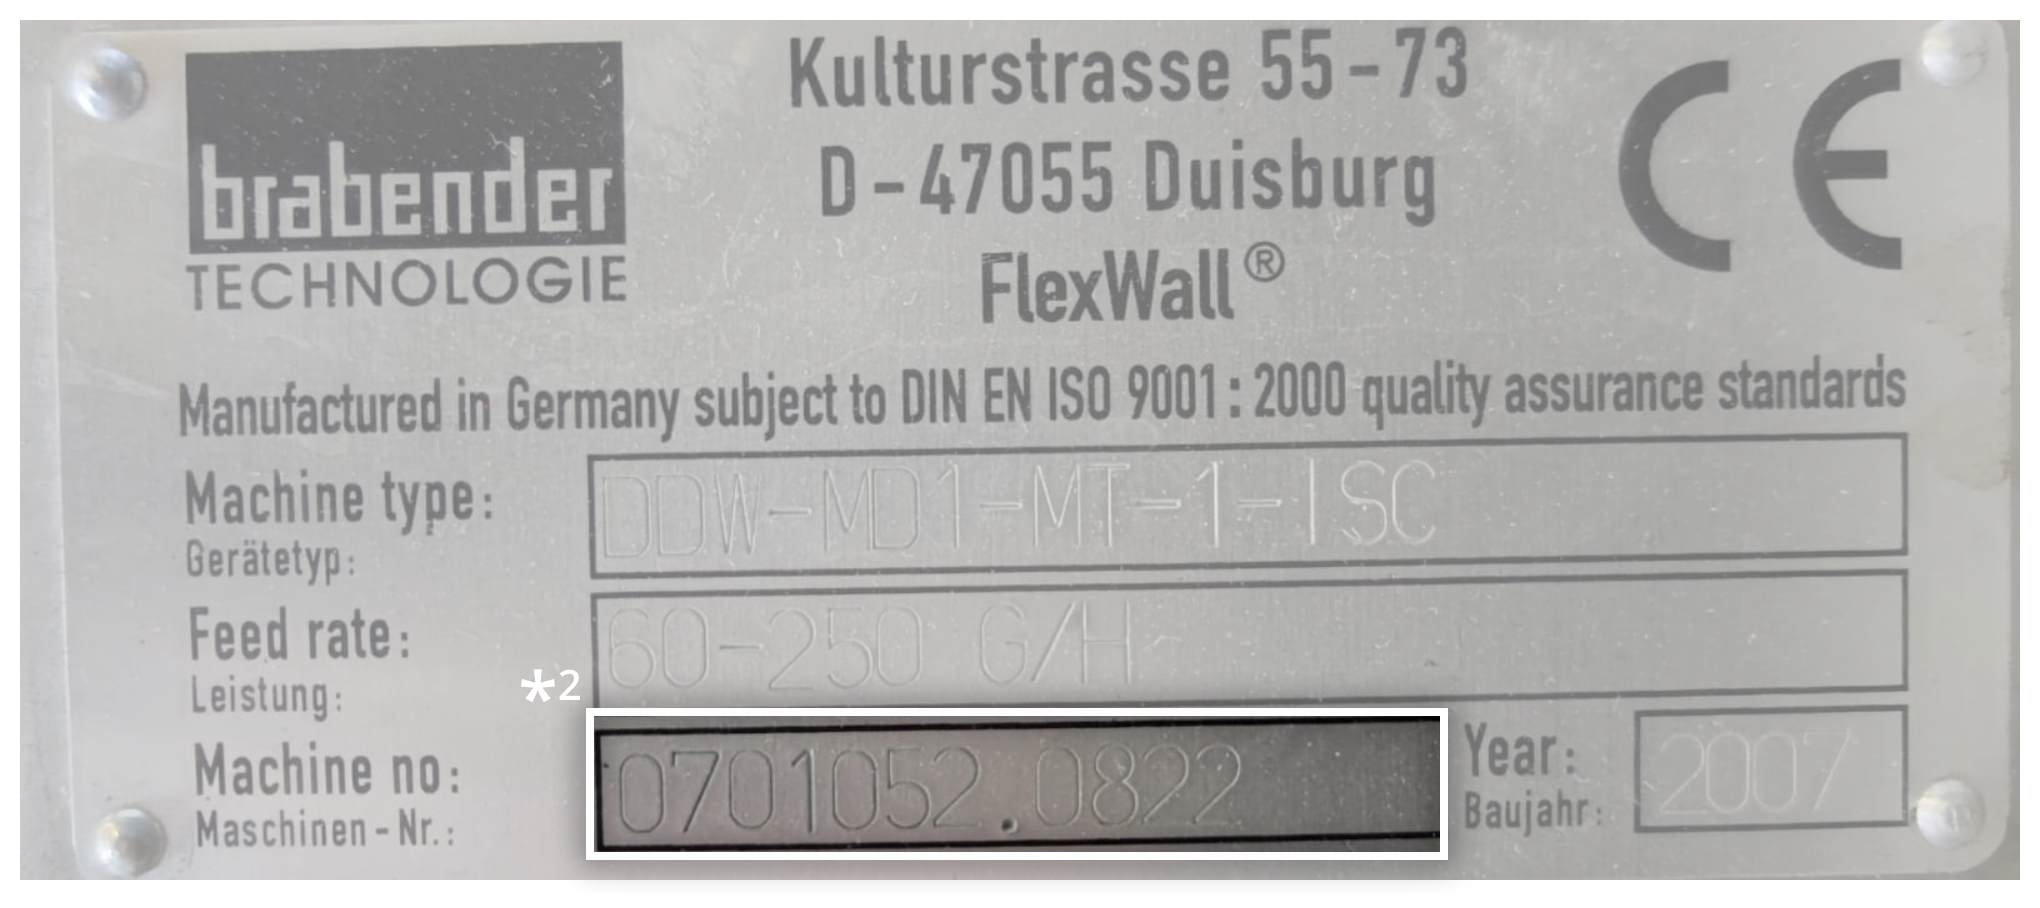 brabender
TECHNOLOGIE
Kulturstrasse 55-73
D-47055 Duisburg
FlexWall®
CE
Manufactured in Germany subject to DIN EN ISO 9001:2000 quality assurance standards
Machine type: DDW-MD1-MT-1-ISC
Gerätetyp:
Feed rate: 60-250 G/H
Leistung:
*2
Machine no: 0701052.0822 Year: 2007
Maschinen-Nr.: Baujahr: